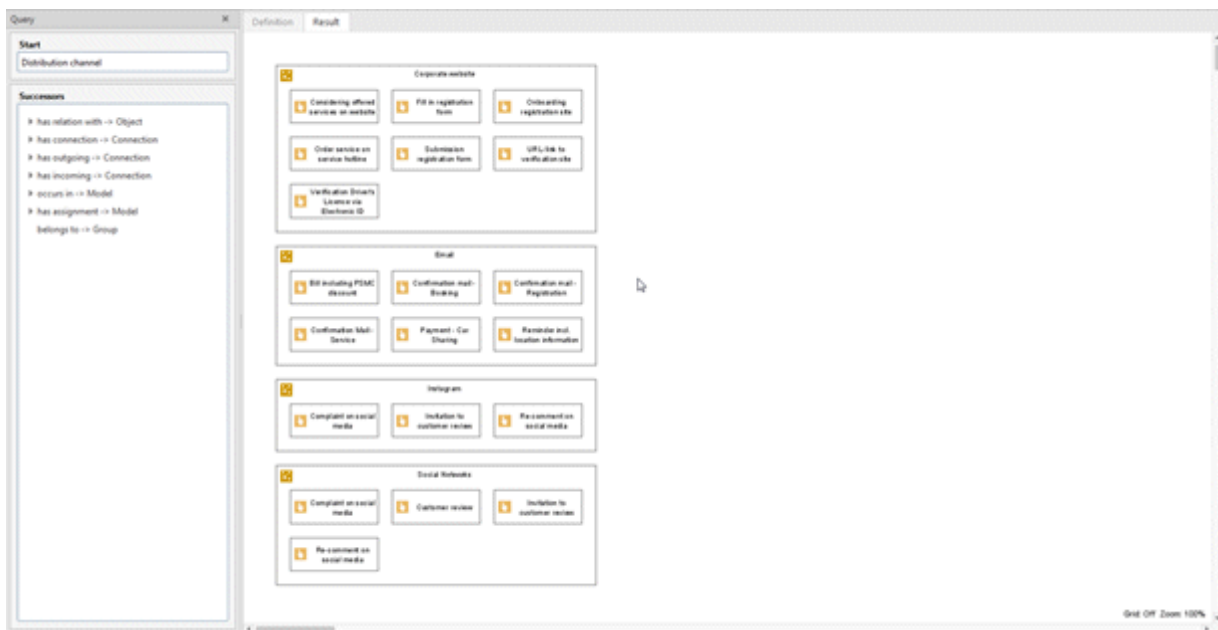 Query
Start
Distribution channel
Successors
has relation with -> Object
has connection -> Connection
has outgoing -> Connection
has incoming -> Connection
occurs in -> Model
has assignment -> Model
belongs to -> Group
Definition
Result
Corporate website
Considering offered
services on website
Fill in registration
form
Onboarding
registration site
Order service on
service hotline
Submission
registration form
URL-link to
verification site
Verification Driver's
License via
Electronic ID
Email
Bill including PSMC
discount
Confirmation mail-
Booking
Confirmation mail -
Registration
Confirmation Mail-
Service
Payment - Car
Sharing
Reminder incl.
location information
Instagram
Complaint on social
media
Invitation to
customer review
Re-comment on
social media
Social Networks
Complaint on social
media
Customer review
Invitation to
customer review
Re-comment on
social media
Grid: Off Zoom: 100%